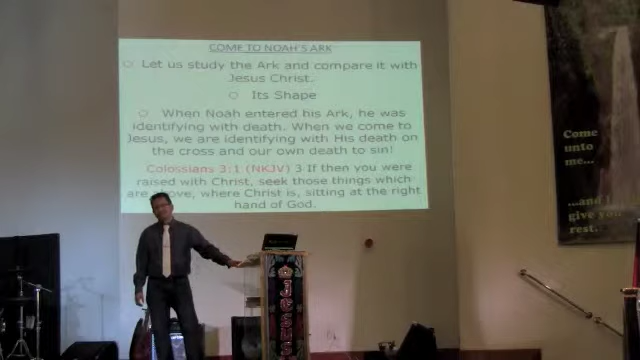 COME TO NOAH'S ARK
Let us study the Ark and compare it with
Jesus Christ.
Its Shape
When Noah entered his Ark, he was
identifying with death. When we come to
Jesus, we are identifying with His death on
the cross and our own death to sin!
Colossians 3:1 (NKJV) 3 If then you were
raised with Christ, seek those things which
are above, where Christ is, sitting at the right
hand of God.
Come
unto
me...
...and I
give you
rest.
JESUS